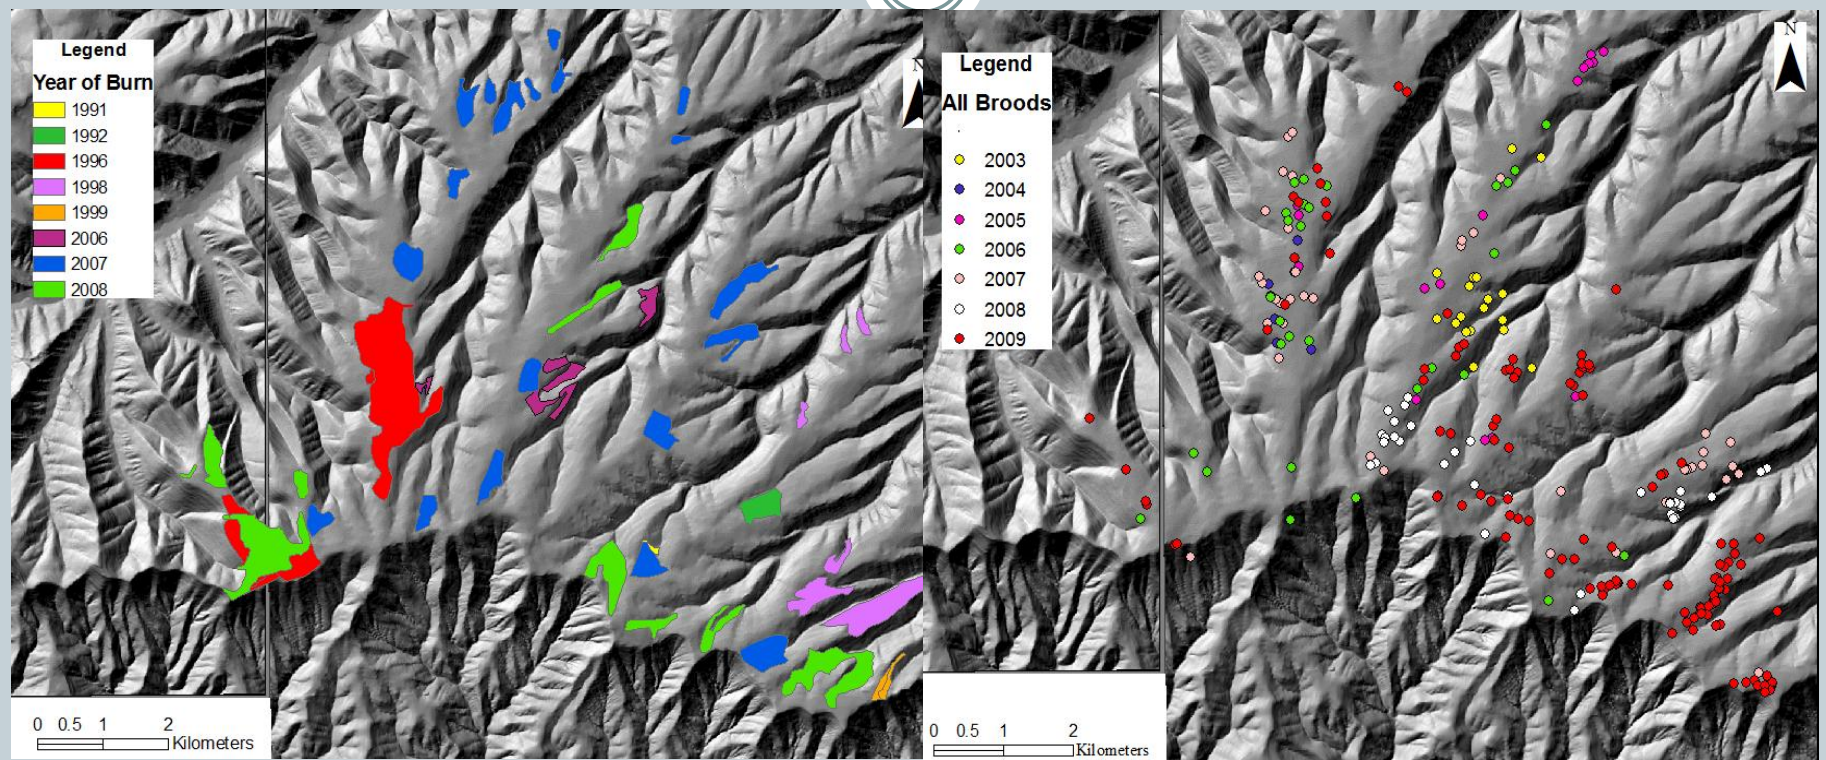 Legend
Year of Burn
1991
1992
1996
1998
1999
2006
2007
2008
N
0 0.5 1 2
Kilometers
Legend
All Broods
2003
2004
2005
2006
2007
2008
2009
N
0 0.5 1 2
Kilometers